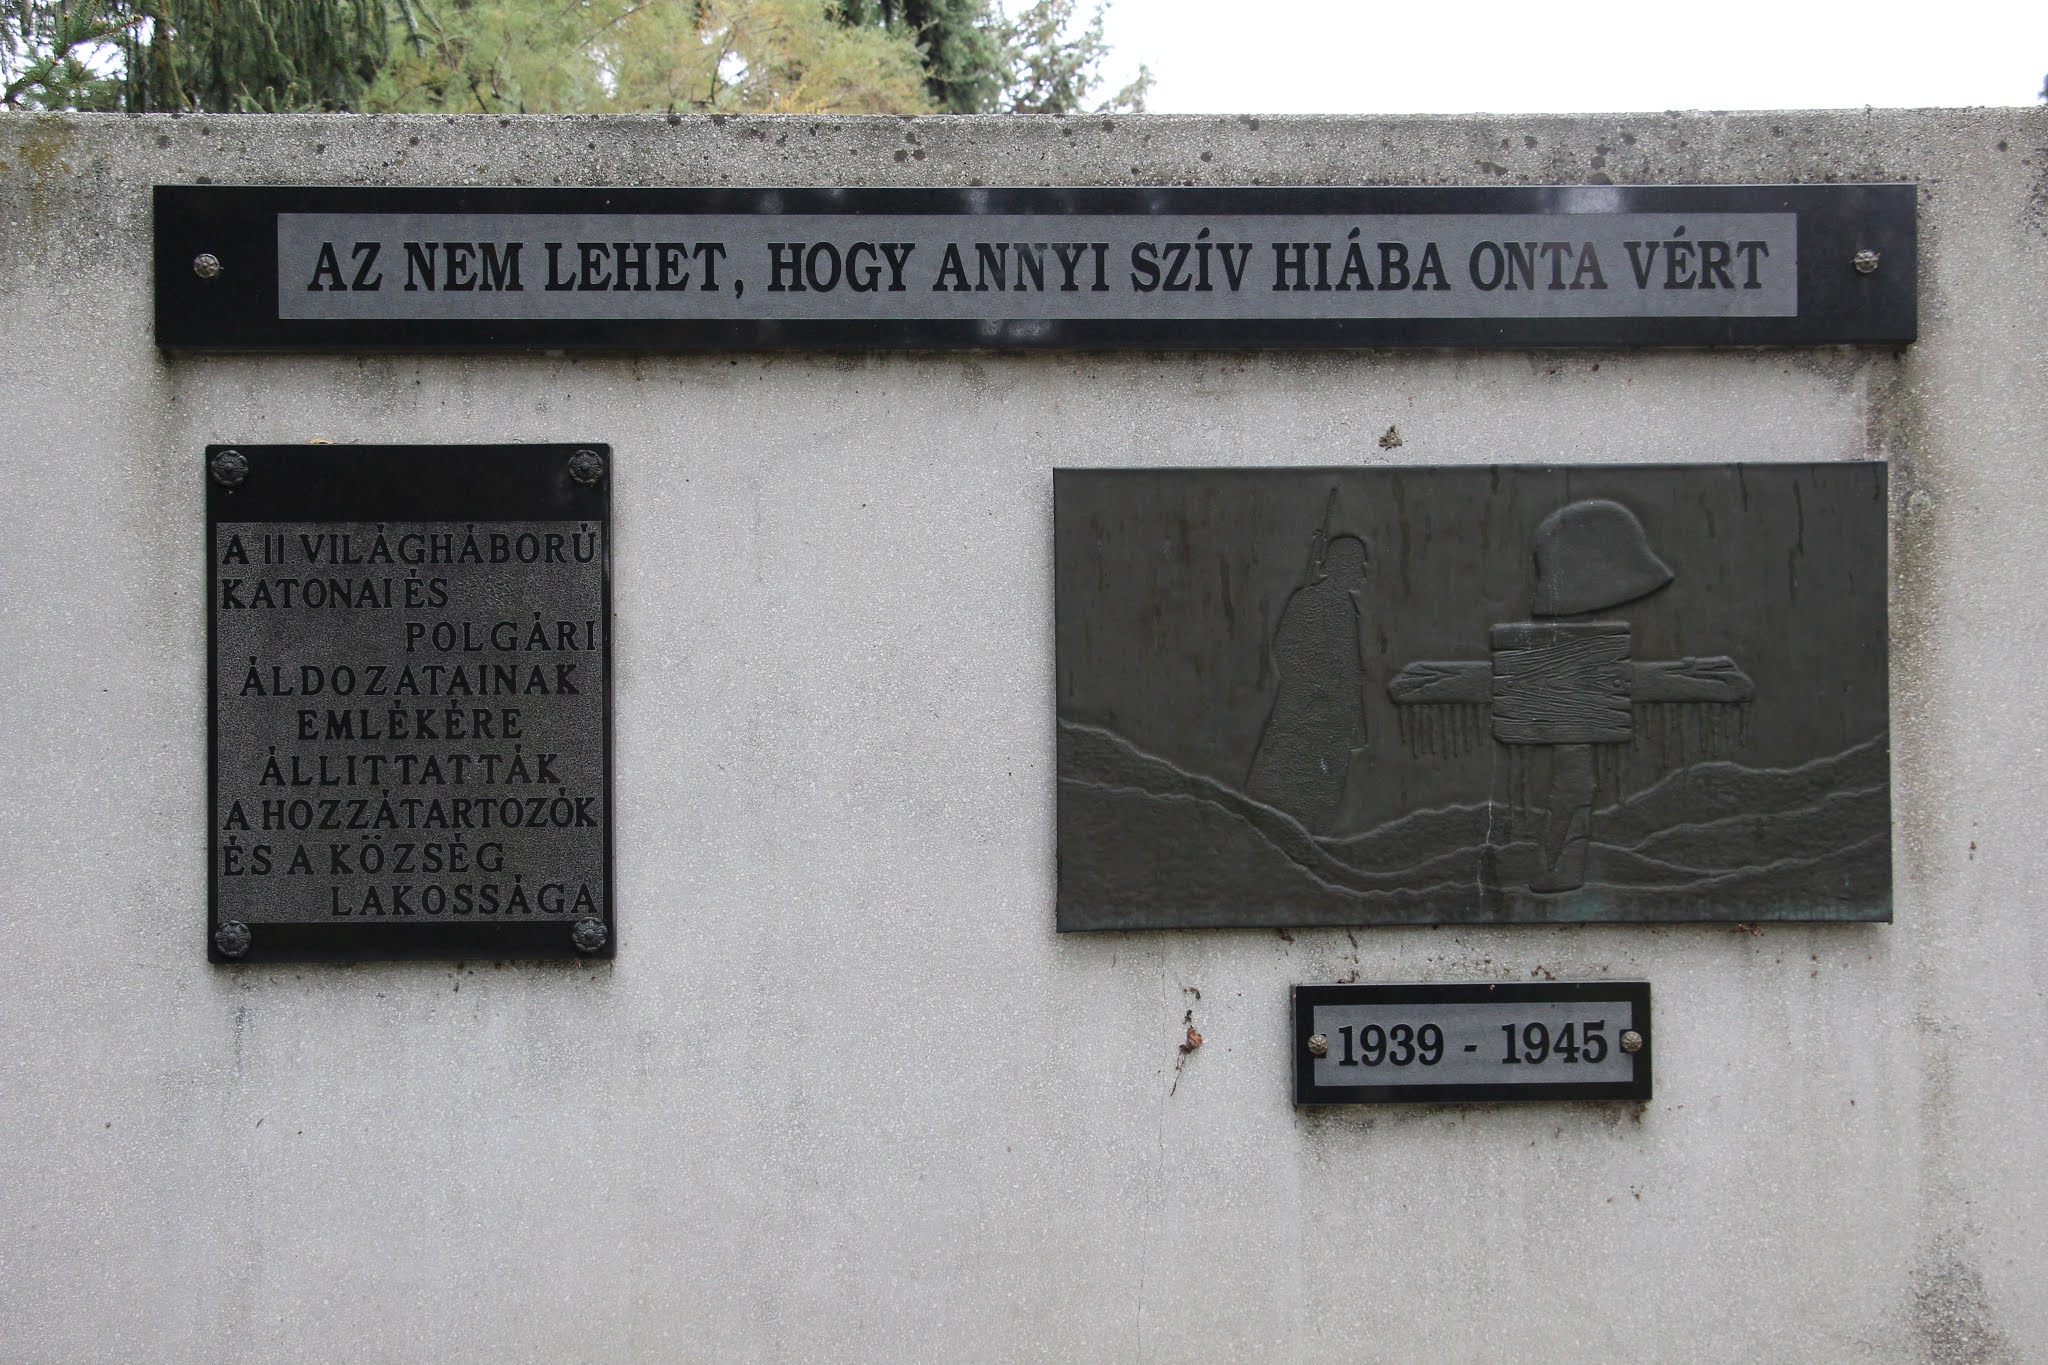 AZ NEM LEHET, HOGY ANNYI SZÍV HIÁBA ONTA VÉRT
A II VILÁGHÁBORÚ
KATONAI ÉS
POLGÁRI
ÁLDOZATAINAK
EMLÉKÉRE
ÁLLITTATTÁK
A HOZZÁTARTOZÓK
ÉS A KÖZSÉG
LAKOSSÁGA
1939 - 1945